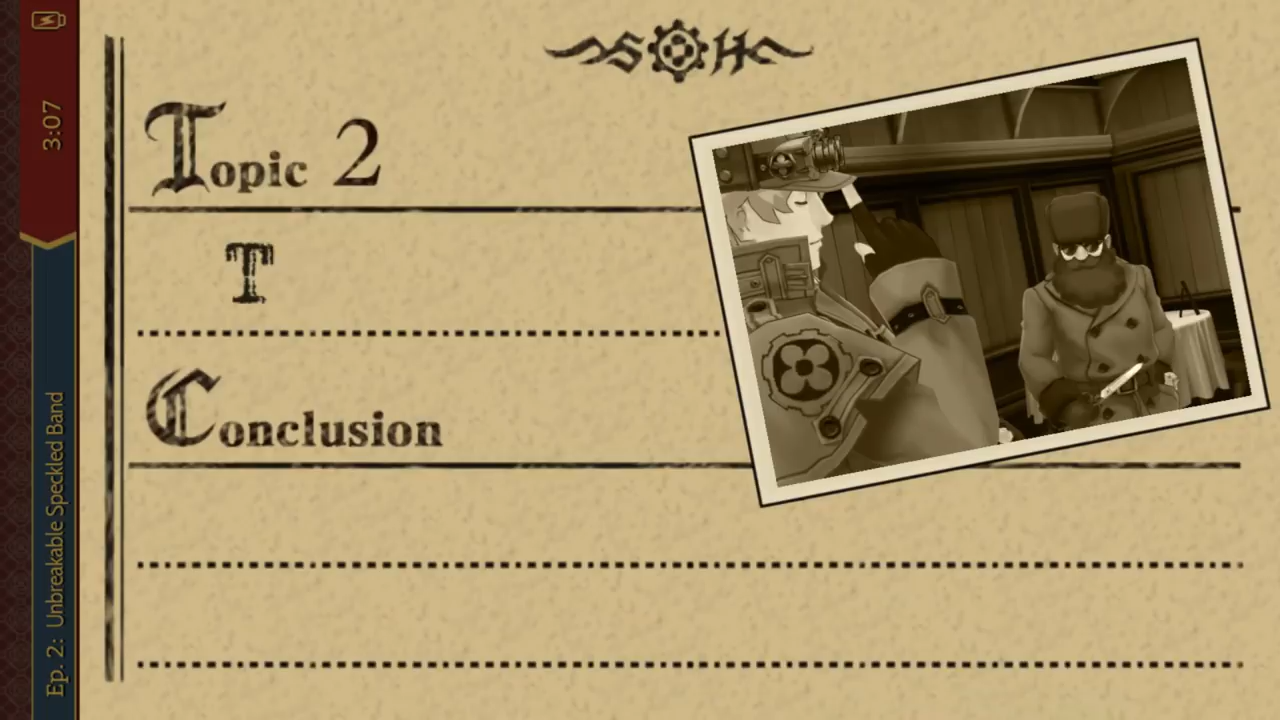 S H
Topic 2
T
Conclusion
3:07
Ep. 2: Unbreakable Speckled Band